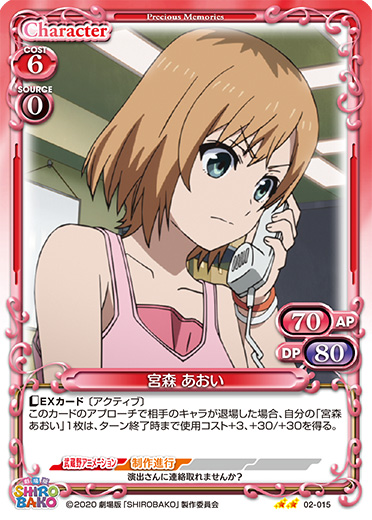 Precious Memories
Character
COST
6
SOURCE
0
70 AP
DP 80
宮森 あおい
EXカード〔アクティブ〕
このカードのアプローチで相手のキャラが退場した場合、自分の「宮森
あおい」1枚は、ターン終了時まで使用コスト+3、+30/+30を得る。
武蔵野アニメーション 制作進行
演出さんに連絡取れませんか?
劇場版
SHIROBAKO
©2020 劇場版「SHIROBAKO」製作委員会
02-015